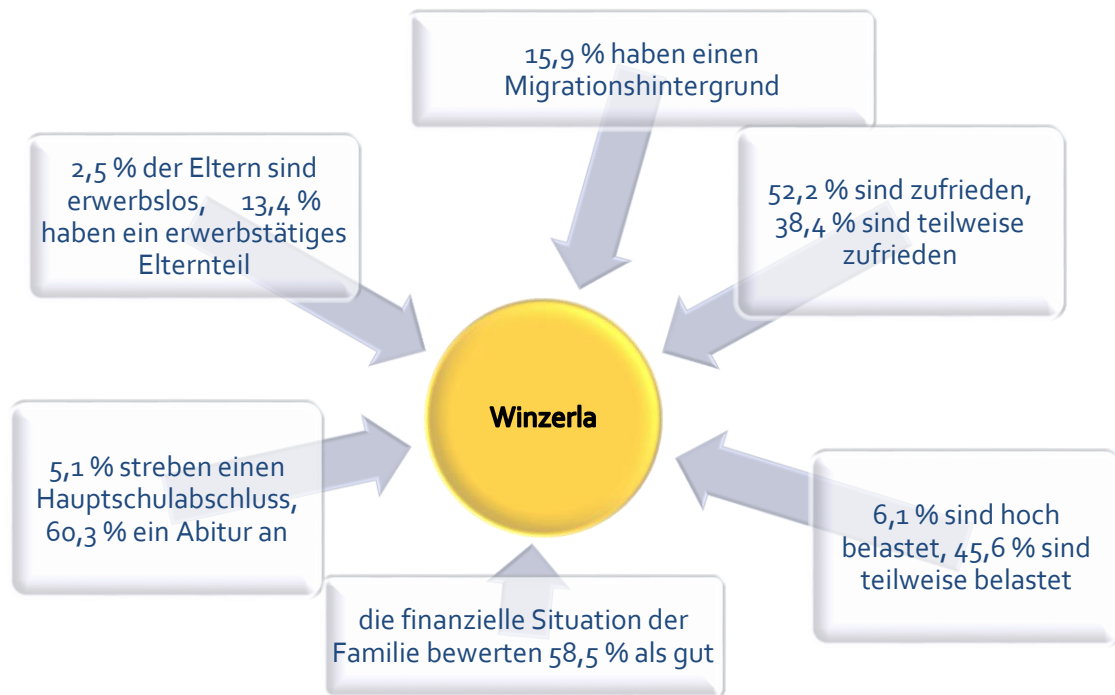 15,9 % haben einen
Migrationshintergrund
2,5 % der Eltern sind
erwerbslos, 13,4 %
haben ein erwerbstätiges
Elternteil
52,2 % sind zufrieden,
38,4 % sind teilweise
zufrieden
Winzerla
5,1 % streben einen
Hauptschulabschluss,
60,3 % ein Abitur an
6,1 % sind hoch
belastet, 45,6 % sind
teilweise belastet
die finanzielle Situation der
Familie bewerten 58,5 % als gut